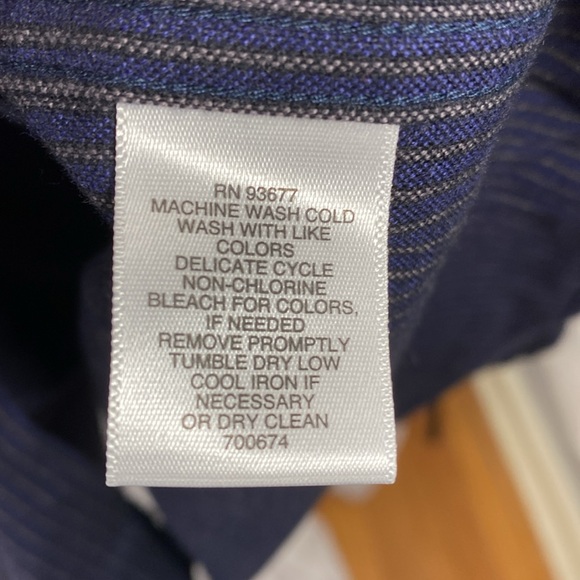 RN 93677
MACHINE WASH COLD
WASH WITH LIKE
COLORS
DELICATE CYCLE
NON-CHLORINE
BLEACH FOR COLORS,
IF NEEDED
REMOVE PROMPTLY
TUMBLE DRY LOW
COOL IRON IF
NECESSARY
OR DRY CLEAN
700674